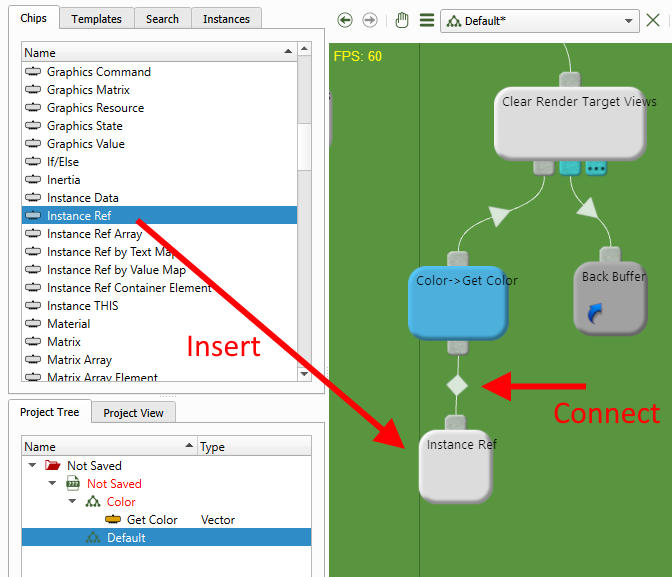 Chips Templates Search Instances
Name
Graphics Command
Graphics Matrix
Graphics Resource
Graphics State
Graphics Value
If/Else
Inertia
Instance Data
Instance Ref
Instance Ref Array
Instance Ref by Text Map
Instance Ref by Value Map
Instance Ref Container Element
Instance THIS
Material
Matrix
Matrix Array
Matrix Array Element
Project Tree Project View
Name Type
Not Saved
Not Saved
Color
Get Color Vector
Default
Default*
FPS: 60
Clear Render Target Views
Color->Get Color
Back Buffer
Instance Ref
Insert
Connect